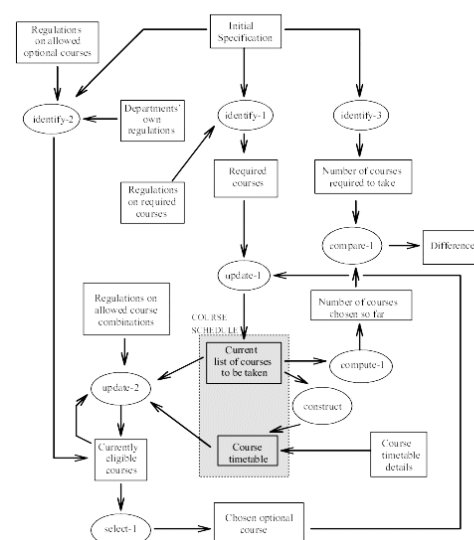 Regulations
on allowed
optional courses
Initial
Specification
identify-2
Departments'
own
regulations
identify-1
identify-3
Regulations
on required
courses
Required
courses
Number of courses
required to take
compare-1
Difference
update-1
Regulations on
allowed course
combinations
Number of courses
chosen so far
COURSE
SCHEDULE
Current
list of courses
to be taken
compute-1
update-2
construct
Currently
eligible
courses
Course
timetable
Course
timetable
details
select-1
Chosen optional
course